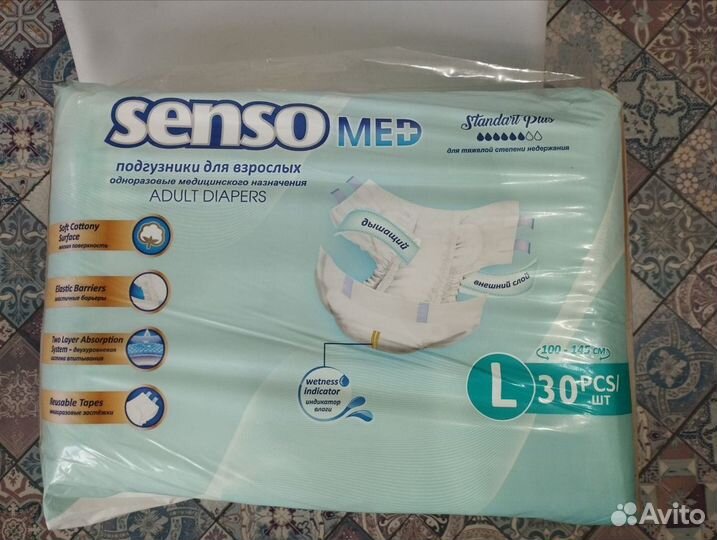 senso MED
Standart Plus
для тяжелой степени недержания
подгузники для взрослых
одноразовые медицинского назначения
ADULT DIAPERS
Soft Cottony
Surface
мягкая поверхность
дышащий
внешний слой
Elastic Barriers
эластичные барьеры
Two Layer Absorption
System - двухуровневая
система впитывания
Reusable Tapes
многоразовые застёжки
wetness
indicator
индикатор
влаги
100 - 145 см
L 30 PCS/
шт
Avito